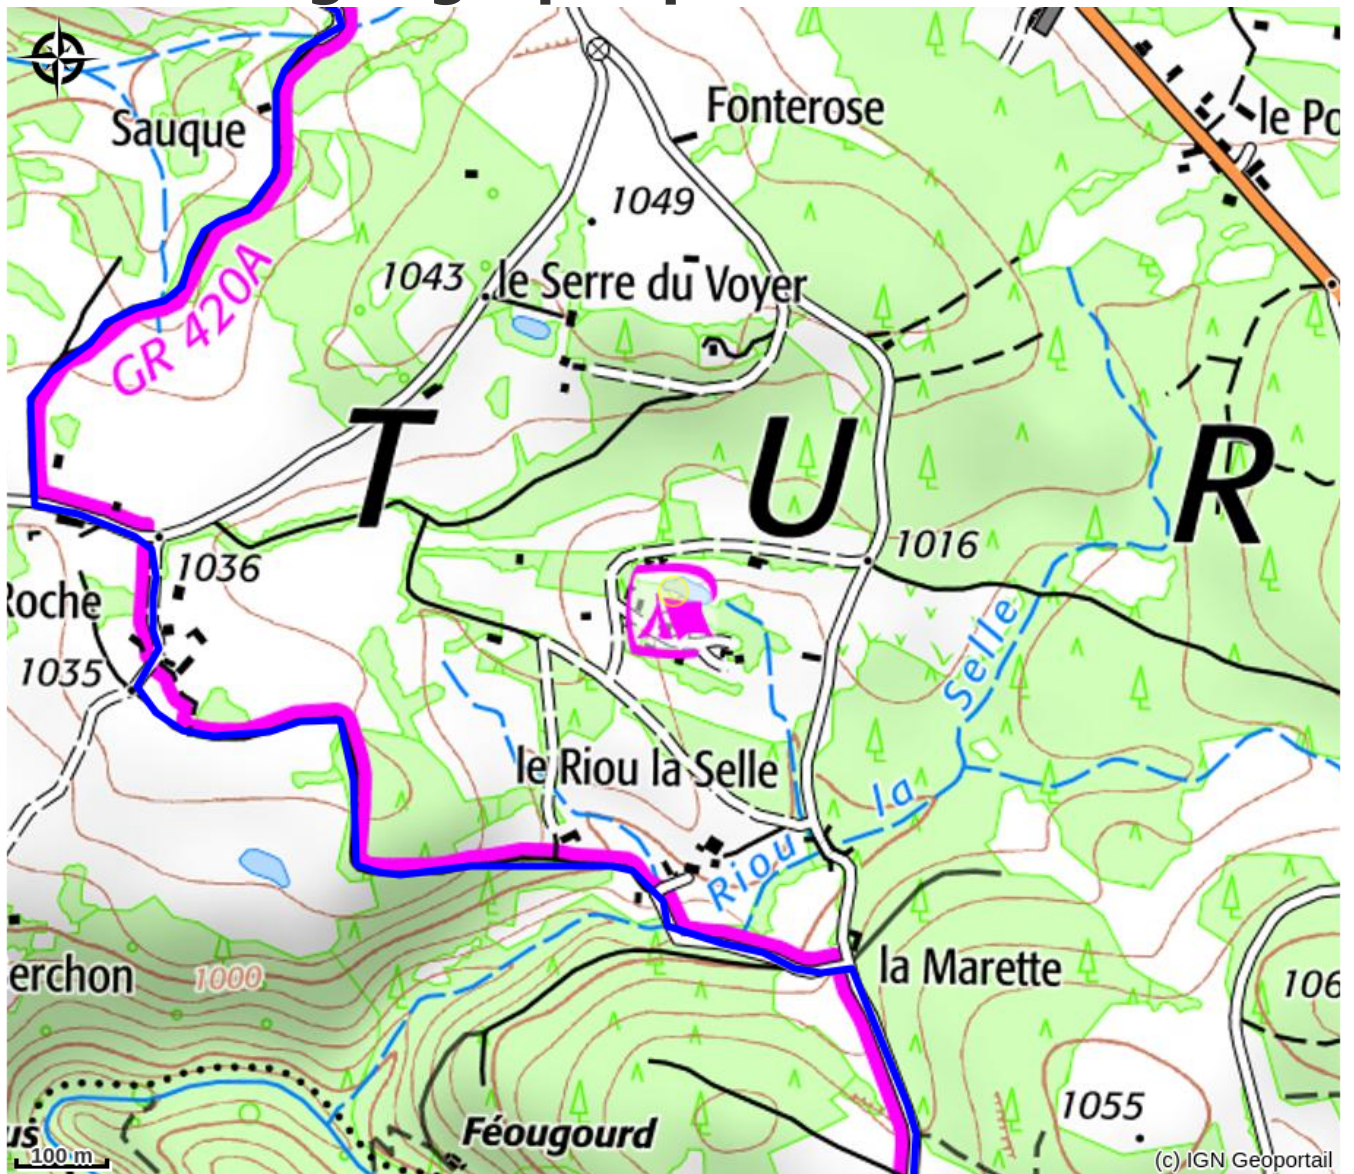 Fonterose
le Po
Sauque
1049
1043
le Serre du Voyer
GR 420A
T U R
1016
1036
Roche
Selle
1035
le Riou la Selle
la
Riou
la Marette
erchon
1000
106
1055
Féougourd
us
100 m
(c) IGN Geoportail